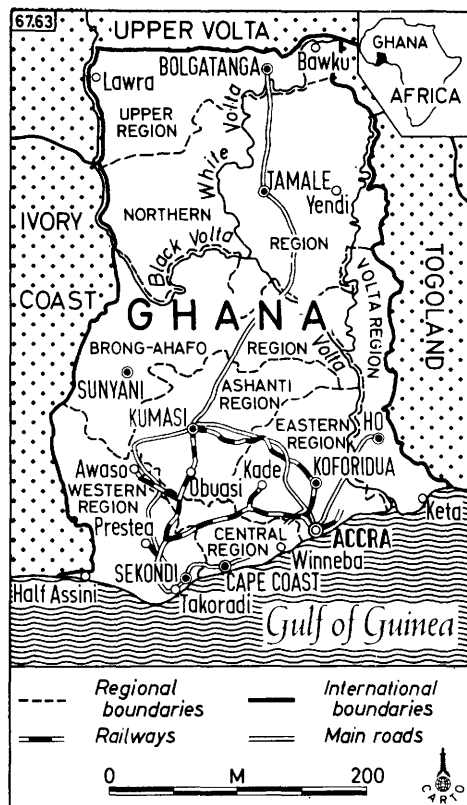 67.63
UPPER VOLTA
GHANA
AFRICA
Lawra
BOLGATANGA
Bawku
UPPER
REGION
White Volta
TAMALE
Yendi
IVORY
COAST
NORTHERN
REGION
Black Volta
TOGOLAND
VOLTA REGION
GHANA
BRONG-AHAFO
REGION
Volta
SUNYANI
ASHANTI
REGION
KUMASI
EASTERN
REGION
HO
Awaso
Obuasi
Kade
KOFORIDUA
WESTERN
REGION
Prestea
Keta
ACCRA
CENTRAL
REGION
Winneba
SEKONDI
CAPE COAST
Half Assini
Takoradi
Gulf of Guinea
Regional
boundaries
International
boundaries
Railways
Main roads
0 M 200
CARTO